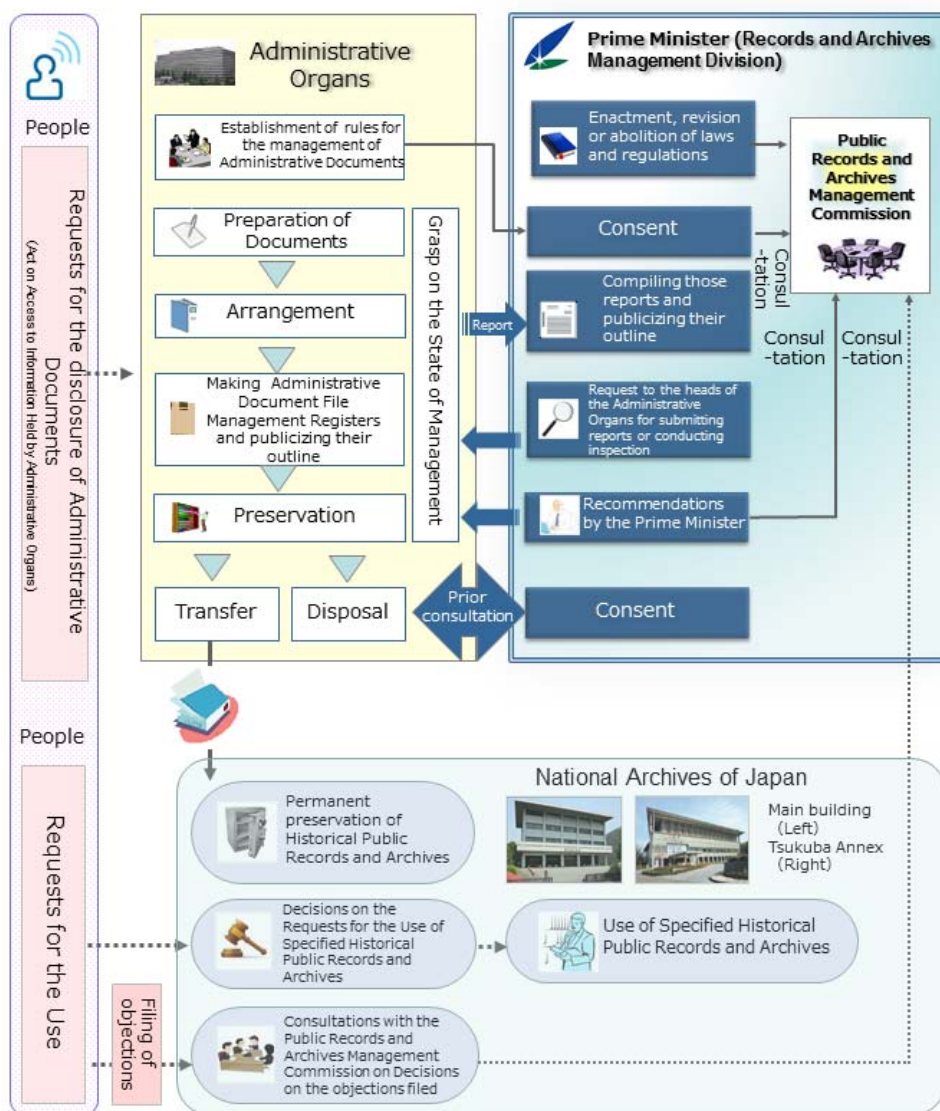 People
Requests for the disclosure of Administrative
Documents
(Act on Access to Information Held by Administrative Organs)
Administrative
Organs
Establishment of rules for
the management of
Administrative Documents
Preparation of
Documents
Arrangement
Making Administrative
Document File
Management Registers
and publicizing their
outline
Preservation
Transfer
Disposal
Grasp on the State of Management
Report
Prior
consultation
Prime Minister (Records and Archives
Management Division)
Enactment, revision
or abolition of laws
and regulations
Consent
Compiling those
reports and
publicizing their
outline
Request to the heads of
the Administrative
Organs for submitting
reports or conducting
inspection
Recommendations
by the Prime Minister
Consent
Public
Records and
Archives
Management
Commission
Consul
-tation
Consul
-tation
Consul
-tation
People
Requests for the Use
Filing of
objections
National Archives of Japan
Permanent
preservation of
Historical Public
Records and Archives
Main building
(Left)
Tsukuba Annex
(Right)
Decisions on the
Requests for the Use of
Specified Historical
Public Records and
Archives
Use of Specified Historical
Public Records and Archives
Consultations with the
Public Records and
Archives Management
Commission on Decisions
on the objections filed